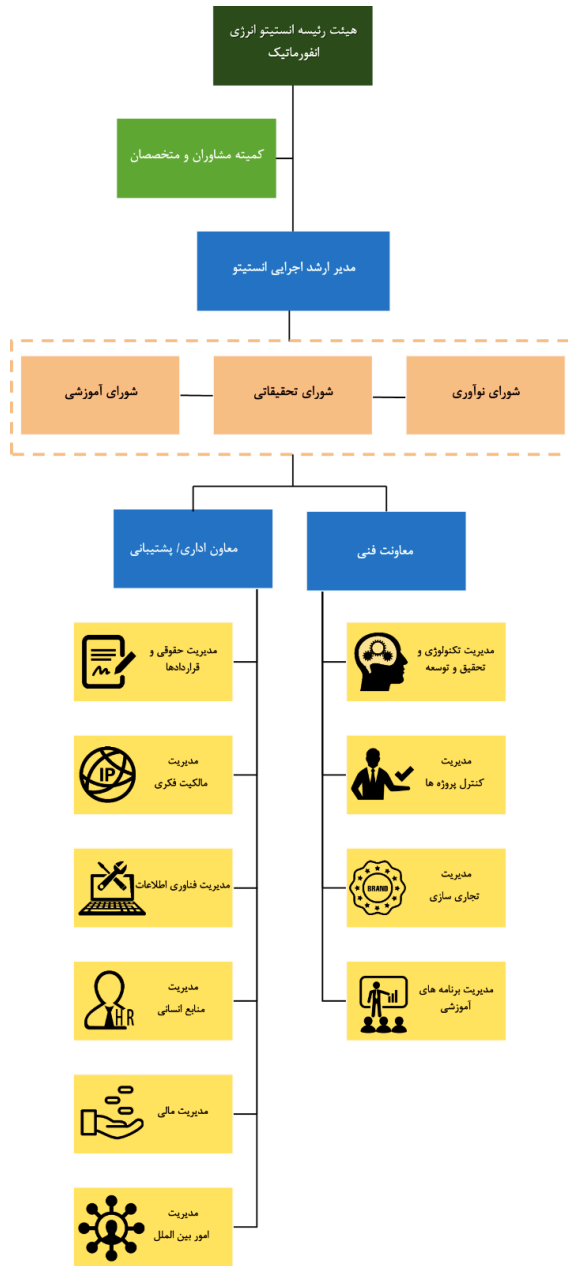 هیئت رئیسه انستیتو انرژی
انفورماتیک
کمیته مشاوران و متخصصان
مدیر ارشد اجرایی انستیتو
شورای نوآوری
شورای تحقیقاتی
شورای آموزشی
معاونت فنی
معاون اداری/ پشتیبانی
مدیریت تکنولوژی و
تحقیق و توسعه
مدیریت
کنترل پروژه ها
مدیریت
تجاری سازی
BRAND
مدیریت برنامه های
آموزشی
مدیریت حقوقی و
قراردادها
مدیریت
مالکیت فکری
IP
مدیریت فناوری اطلاعات
مدیریت
منابع انسانی
HR
مدیریت مالی
مدیریت
امور بین الملل